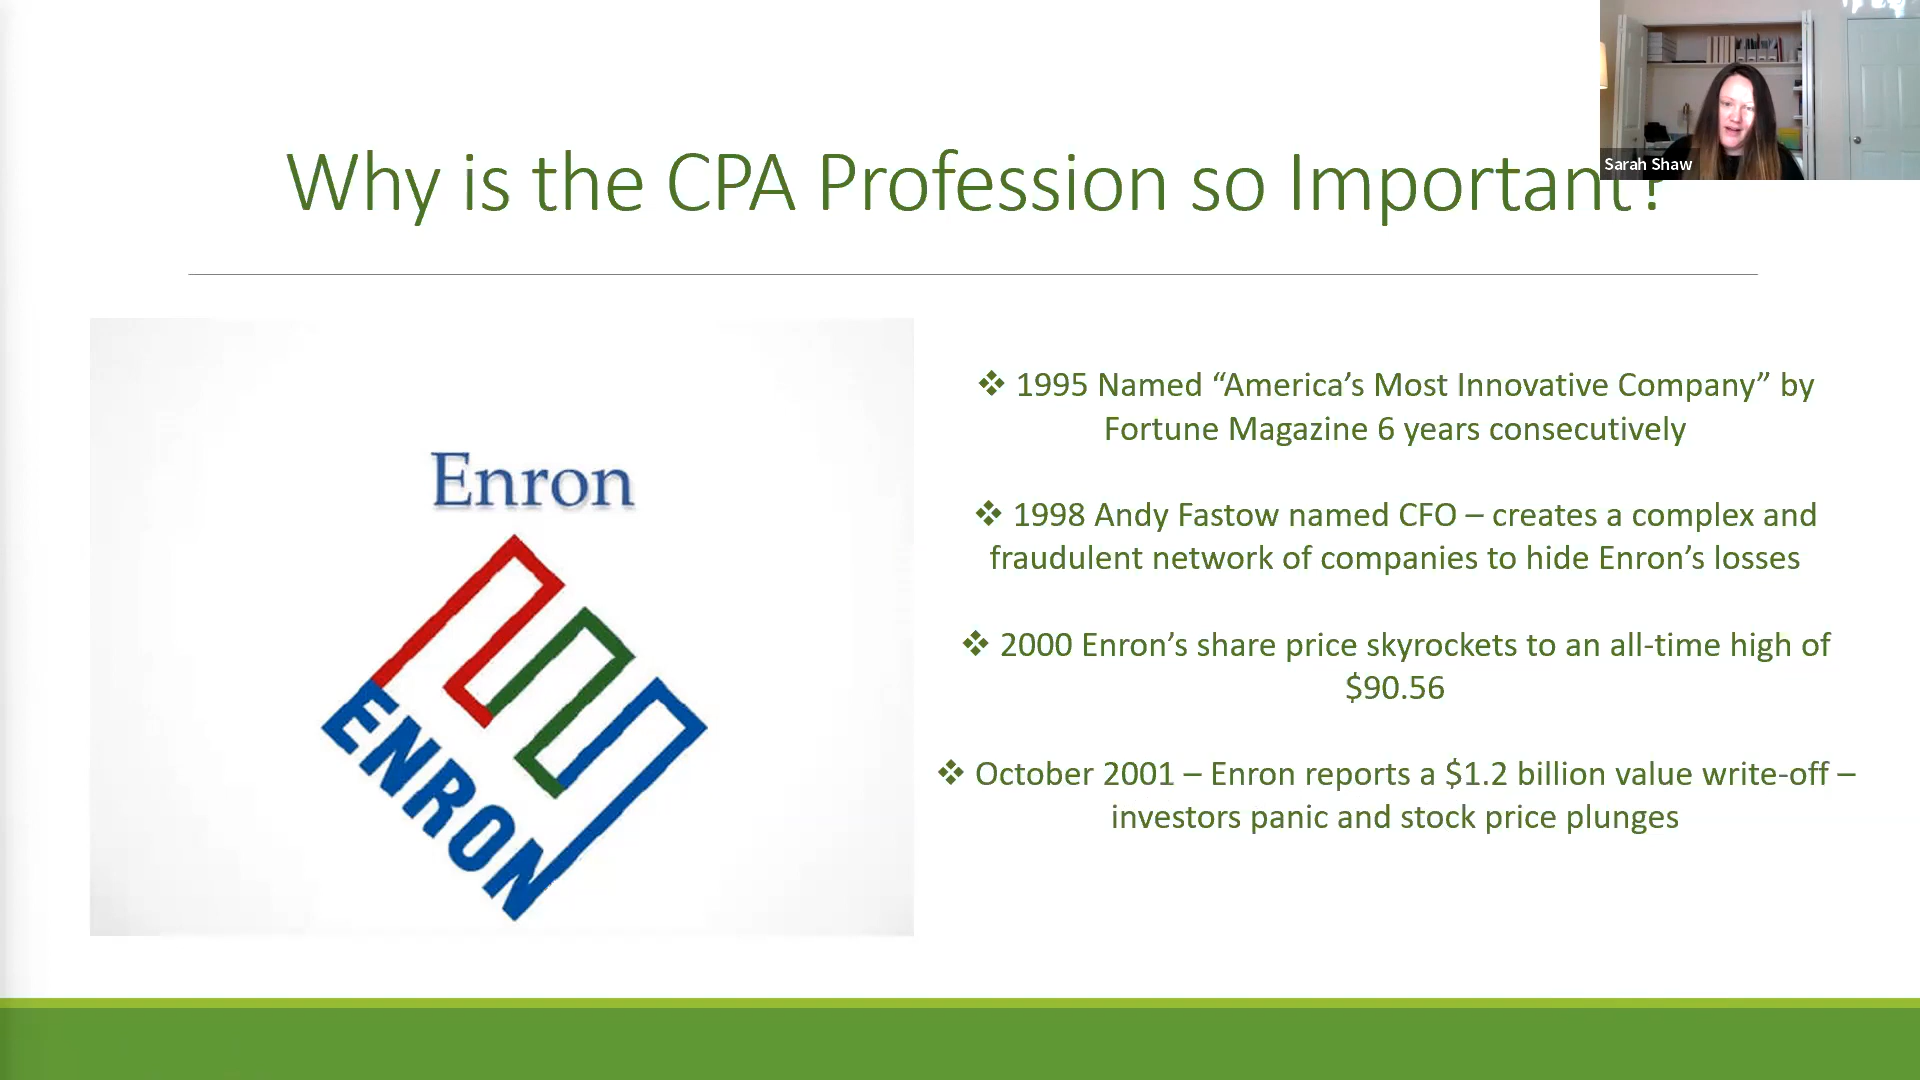 Sarah Shaw
Why is the CPA Profession so Important?
Enron
ENRON
❖ 1995 Named “America’s Most Innovative Company” by
Fortune Magazine 6 years consecutively
❖ 1998 Andy Fastow named CFO – creates a complex and
fraudulent network of companies to hide Enron’s losses
❖ 2000 Enron’s share price skyrockets to an all-time high of
$90.56
❖ October 2001 – Enron reports a $1.2 billion value write-off –
investors panic and stock price plunges